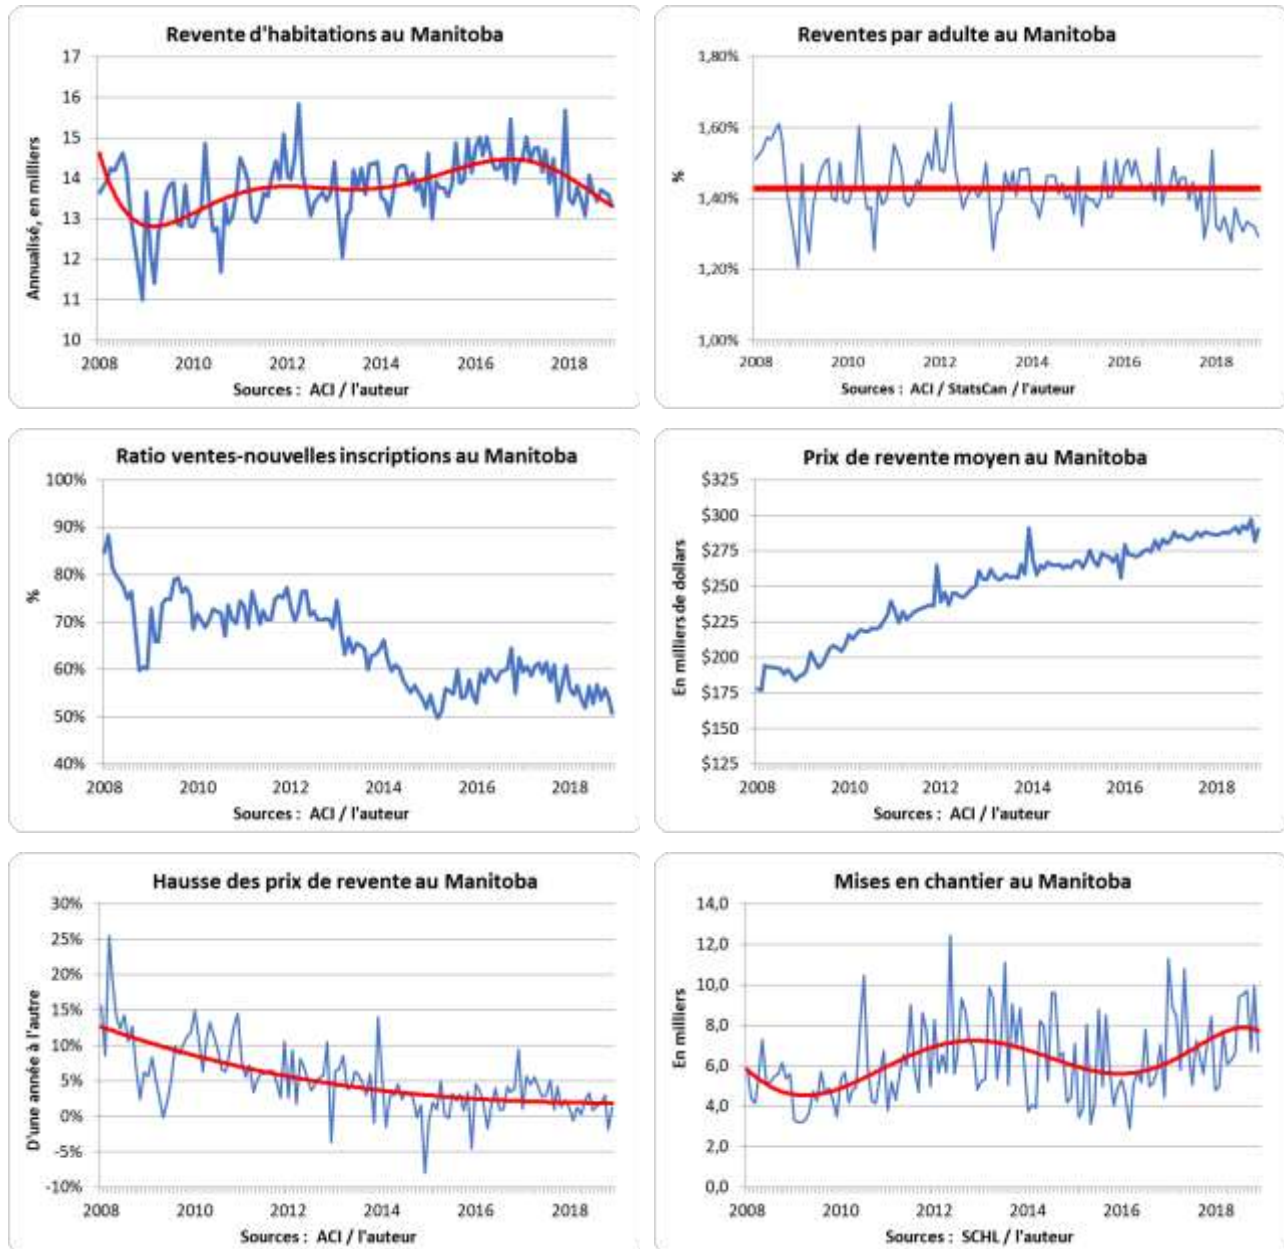 Revente d'habitations au Manitoba
Annualisé, en milliers
17
16
15
14
13
12
11
10
2008 2010 2012 2014 2016 2018
Sources : ACI / l'auteur
Reventes par adulte au Manitoba
%
1,80%
1,60%
1,40%
1,20%
1,00%
2008 2010 2012 2014 2016 2018
Sources : ACI / StatsCan / l'auteur
Ratio ventes-nouvelles inscriptions au Manitoba
%
100%
90%
80%
70%
60%
50%
40%
2008 2010 2012 2014 2016 2018
Sources : ACI / l'auteur
Prix de revente moyen au Manitoba
En milliers de dollars
$325
$300
$275
$250
$225
$200
$175
$150
$125
2008 2010 2012 2014 2016 2018
Sources : ACI / l'auteur
Hausse des prix de revente au Manitoba
D'une année à l'autre
30%
25%
20%
15%
10%
5%
0%
-5%
-10%
2008 2010 2012 2014 2016 2018
Sources : ACI / l'auteur
Mises en chantier au Manitoba
En milliers
14,0
12,0
10,0
8,0
6,0
4,0
2,0
0,0
2008 2010 2012 2014 2016 2018
Sources : SCHL / l'auteur